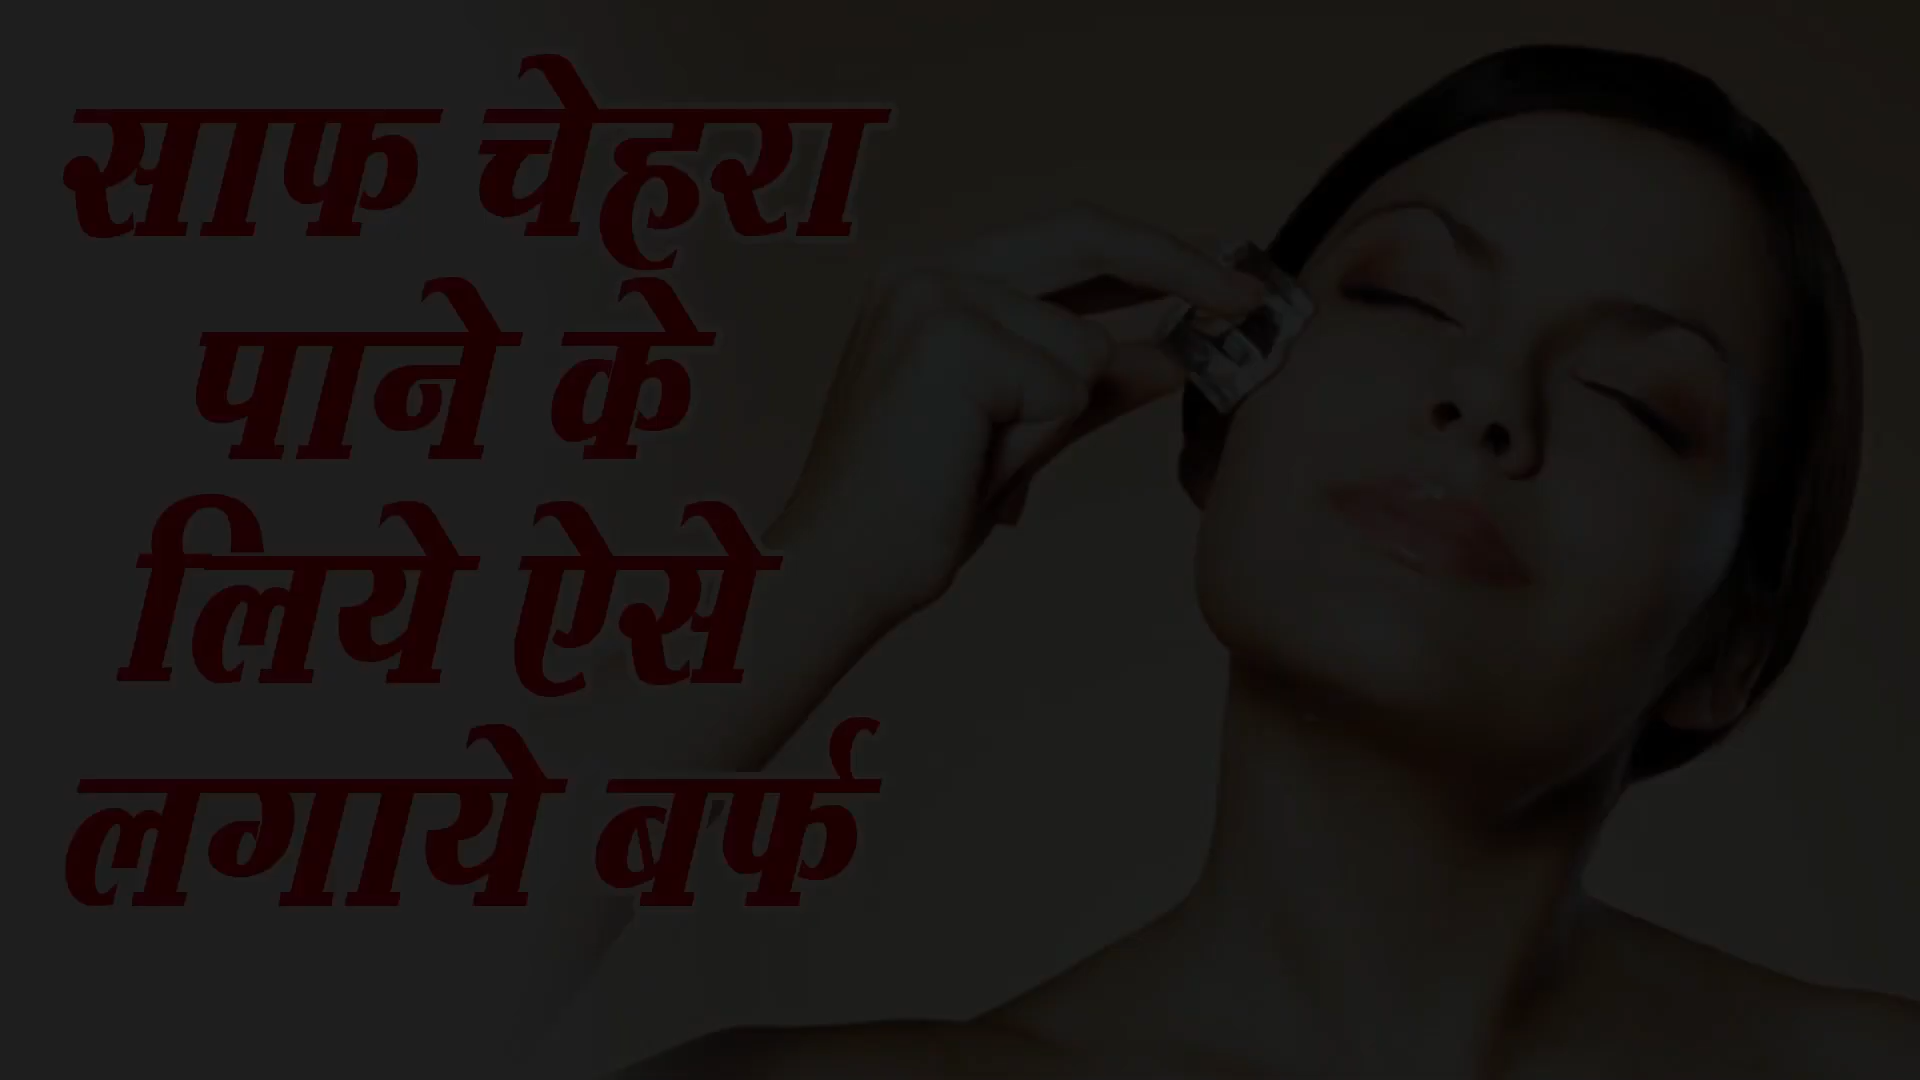 साफ चेहरा
पाने के
लिये ऐसे
लगाये बर्फ